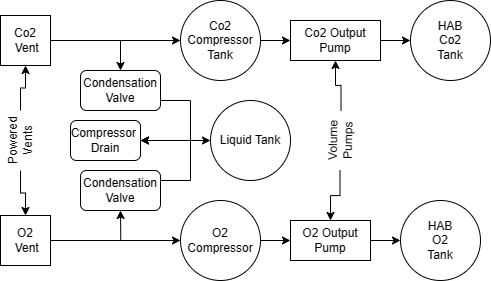 Co2
Vent
Co2
Compressor
Tank
Co2 Output
Pump
HAB
Co2
Tank
Condensation
Valve
Powered
Vents
Compressor
Drain
Liquid Tank
Volume
Pumps
Condensation
Valve
O2
Vent
O2
Compressor
O2 Output
Pump
HAB
O2
Tank